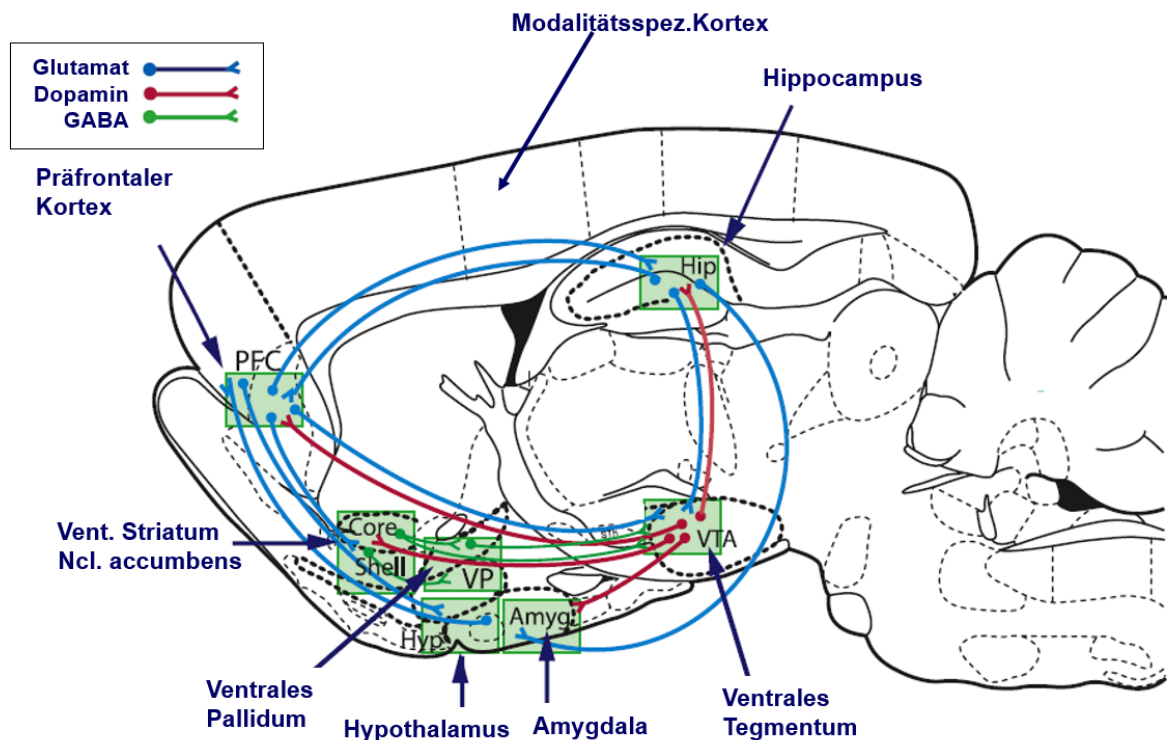 Modalitätsspez.Kortex
Glutamat
Dopamin
GABA
Hippocampus
Präfrontaler
Kortex
Hip
PFC
Vent. Striatum
Ncl. accumbens
Core
Shell
VP
VTA
Hyp
Amyg
Ventrales
Pallidum
Hypothalamus
Amygdala
Ventrales
Tegmentum